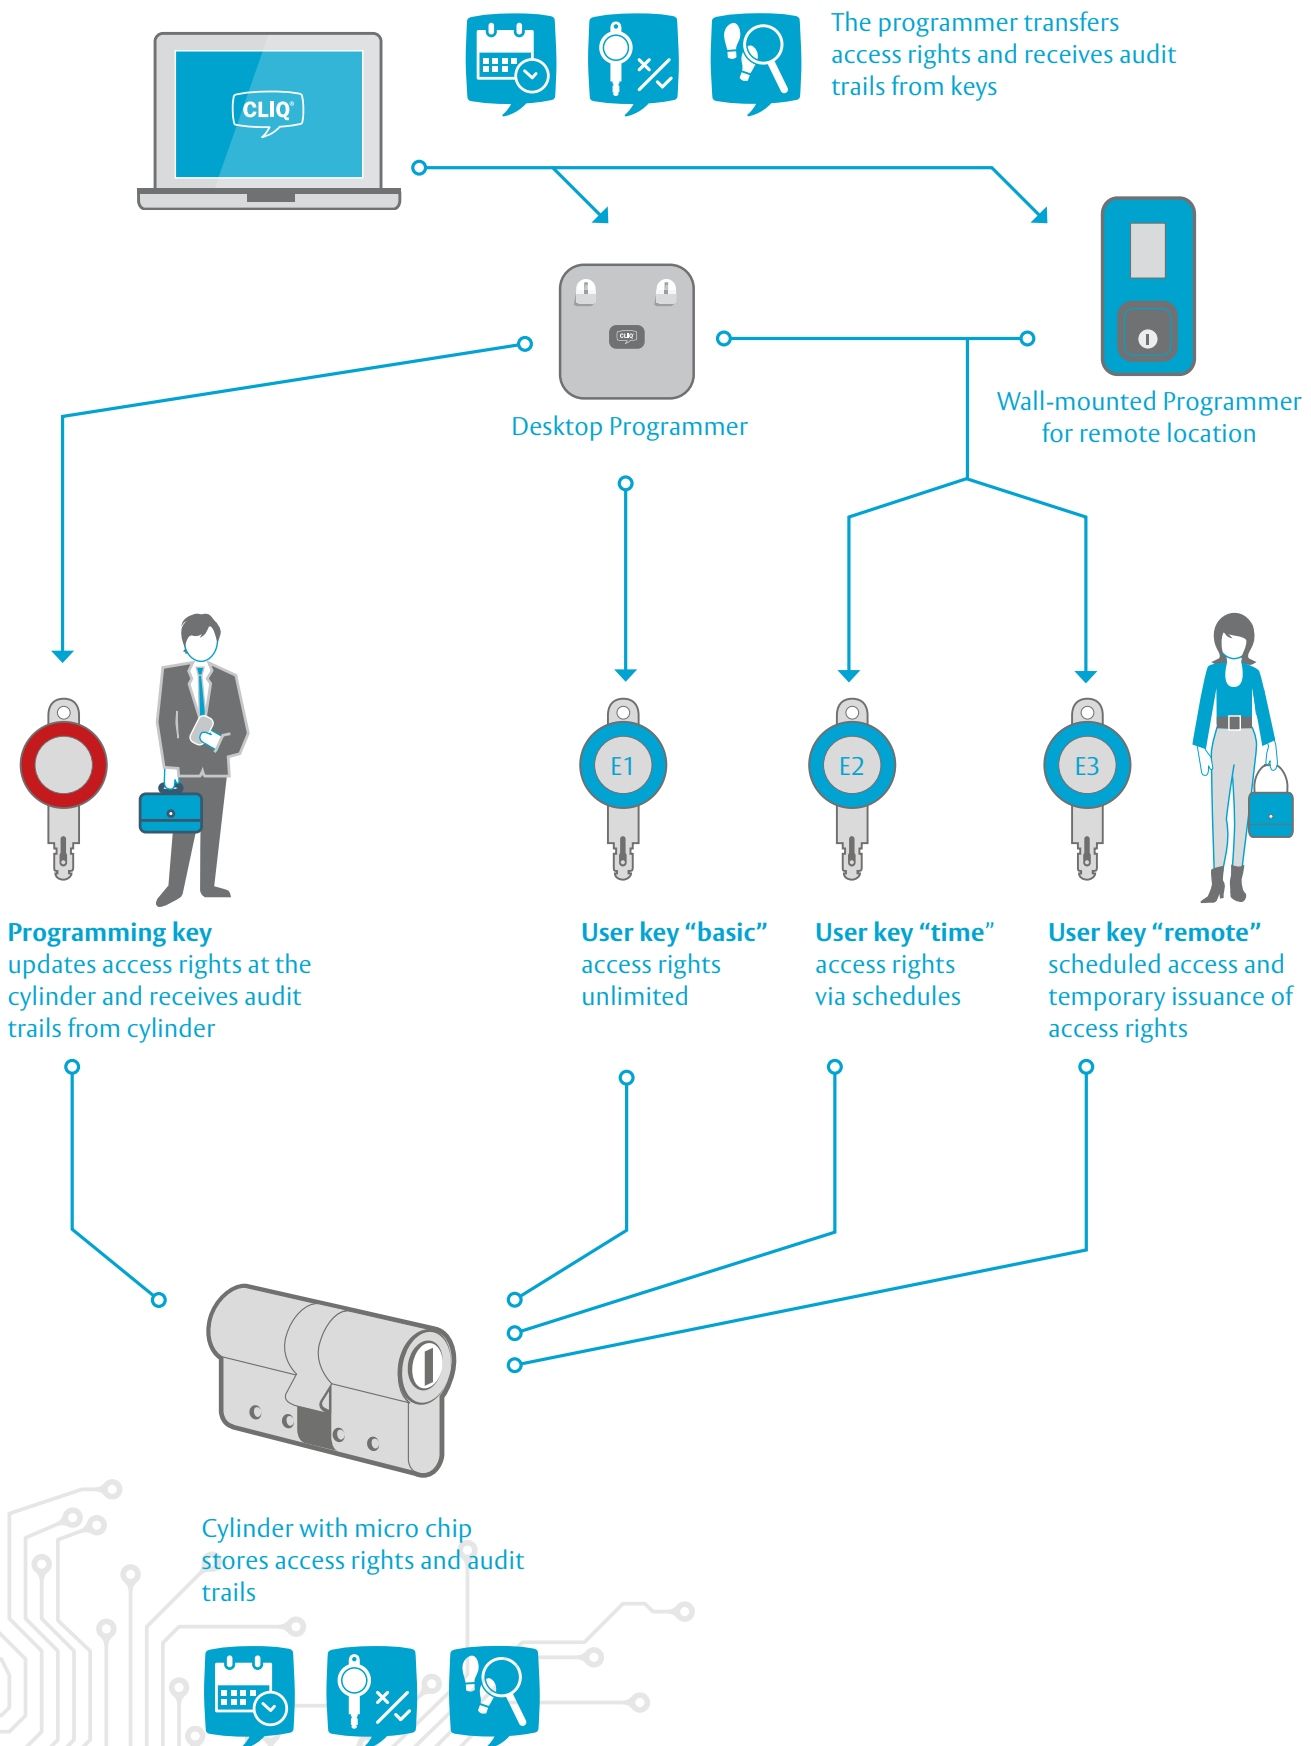 The programmer transfers
access rights and receives audit
trails from keys
CLIQ®
CLIQ
Desktop Programmer
Wall-mounted Programmer
for remote location
E1
E2
E3
Programming key
updates access rights at the
cylinder and receives audit
trails from cylinder
User key “basic”
access rights
unlimited
User key “time”
access rights
via schedules
User key “remote”
scheduled access and
temporary issuance of
access rights
Cylinder with micro chip
stores access rights and audit
trails